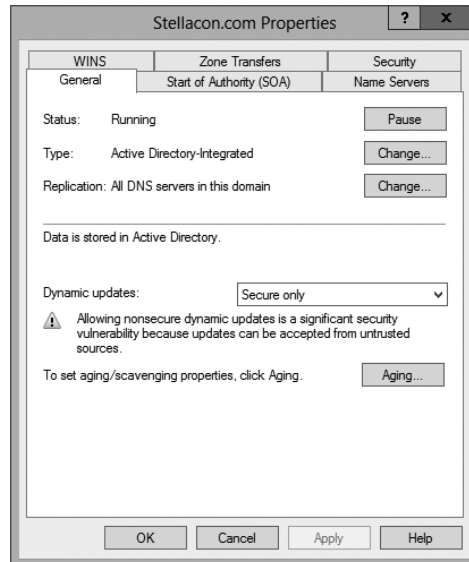 Stellacon.com Properties
? x
WINS Zone Transfers Security
General Start of Authority (SOA) Name Servers
Status: Running Pause
Type: Active Directory-Integrated Change...
Replication: All DNS servers in this domain Change...
Data is stored in Active Directory.
Dynamic updates: Secure only
Allowing nonsecure dynamic updates is a significant security
vulnerability because updates can be accepted from untrusted
sources.
To set aging/scavenging properties, click Aging. Aging...
OK Cancel Apply Help